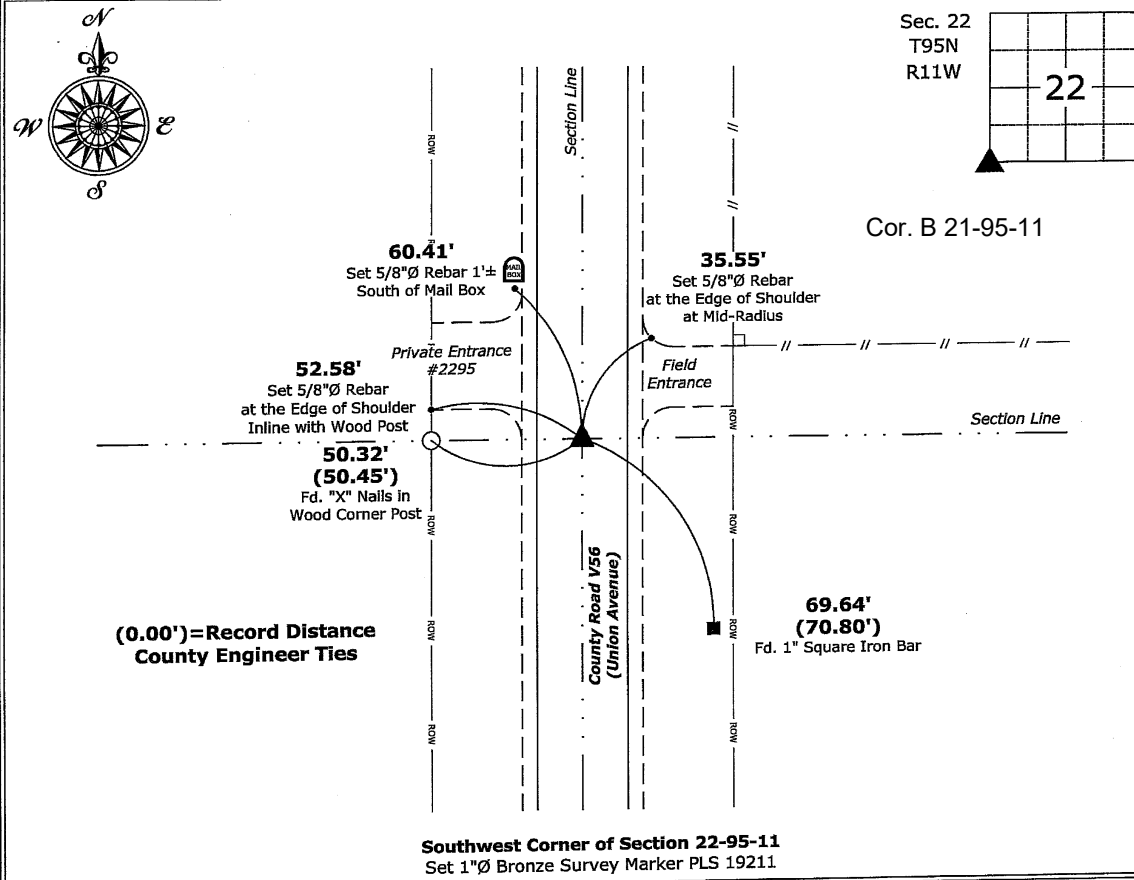 N
W
E
S
Sec. 22
T95N
R11W
22
Cor. B 21-95-11
Section Line
ROW
ROW
60.41'
Set 5/8"Ø Rebar 1'±
South of Mail Box
MAIL
BOX
35.55'
Set 5/8"Ø Rebar
at the Edge of Shoulder
at Mid-Radius
Private Entrance
#2295
Field
Entrance
52.58'
Set 5/8"Ø Rebar
at the Edge of Shoulder
Inline with Wood Post
ROW
Section Line
50.32'
(50.45')
Fd. "X" Nails in
Wood Corner Post
ROW
ROW
County Road V56
(Union Avenue)
69.64'
(70.80')
Fd. 1" Square Iron Bar
(0.00')=Record Distance
County Engineer Ties
ROW
ROW
ROW
ROW
Southwest Corner of Section 22-95-11
Set 1"Ø Bronze Survey Marker PLS 19211